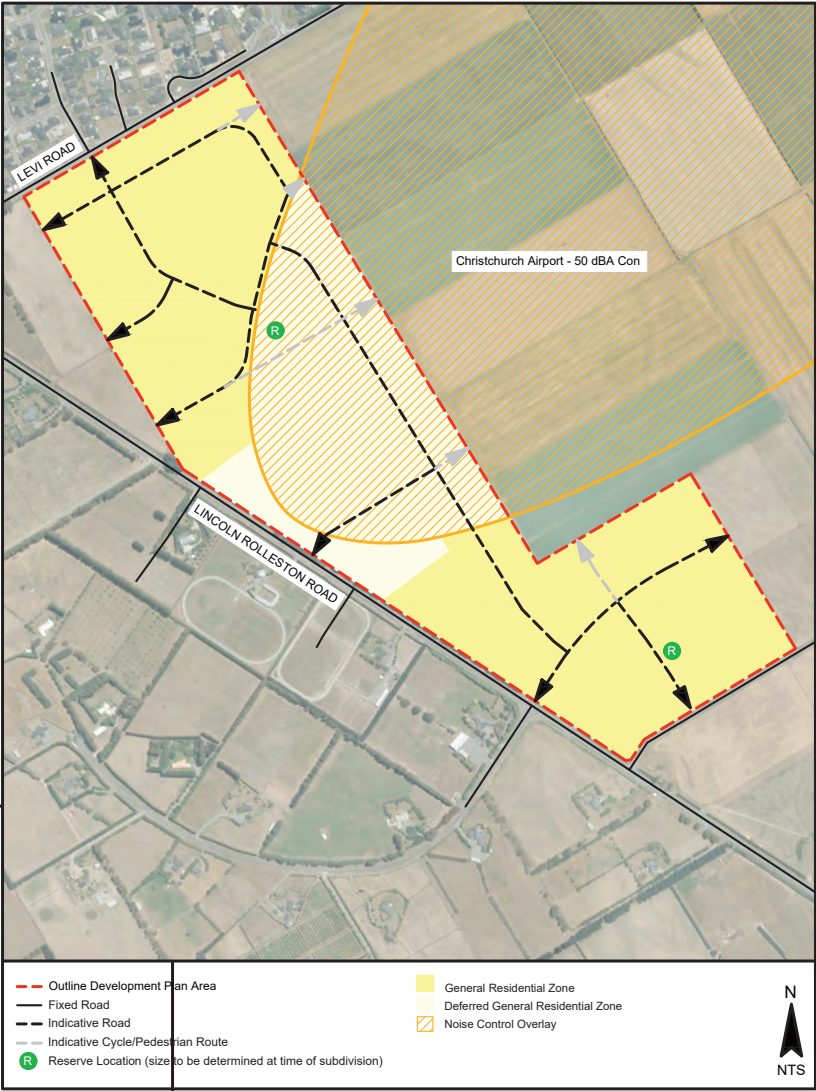 LEVI ROAD
Christchurch Airport - 50 dBA Con
R
LINCOLN ROLLESTON ROAD
R
Outline Development Plan Area
Fixed Road
Indicative Road
Indicative Cycle/Pedestrian Route
R Reserve Location (size to be determined at time of subdivision)
General Residential Zone
Deferred General Residential Zone
Noise Control Overlay
N
NTS